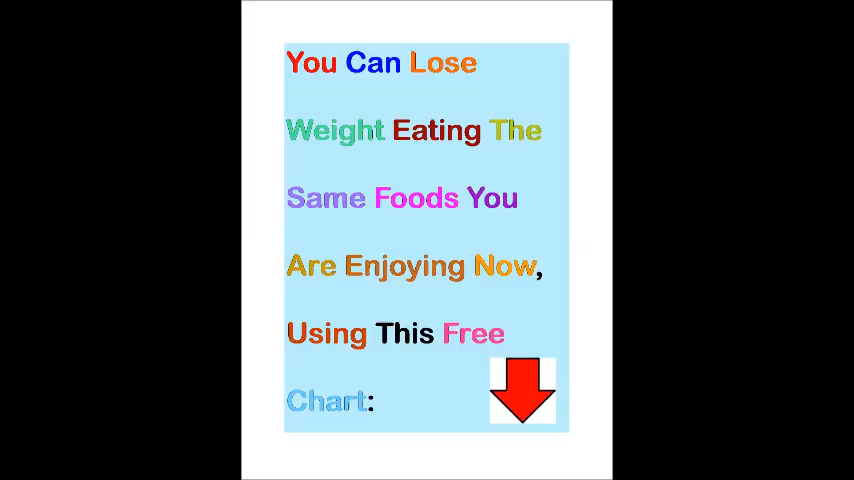 You Can Lose
Weight Eating The
Same Foods You
Are Enjoying Now,
Using This Free
Chart: